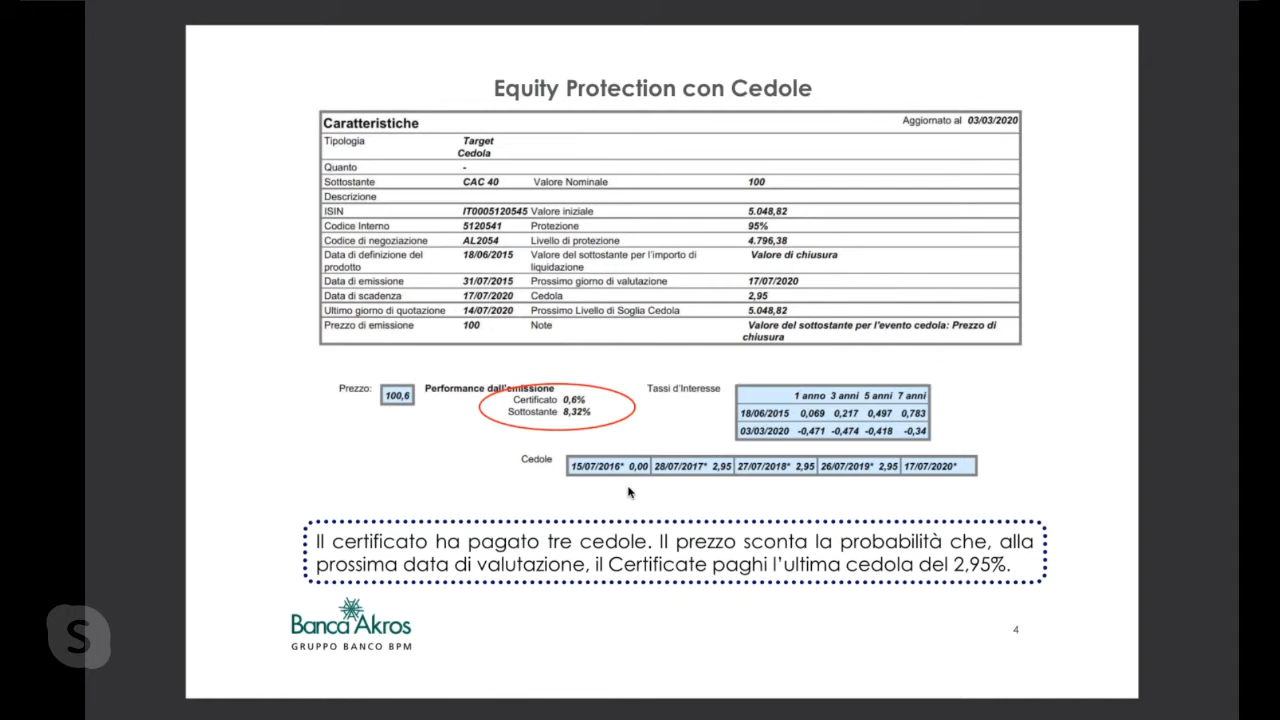 Equity Protection con Cedole
Caratteristiche Aggiornato al 03/03/2020
Tipologia Target
Cedola
Quanto -
Sottostante CAC 40 Valore Nominale 100
Descrizione
ISIN IT0005120545 Valore iniziale 5.048,82
Codice Interno 5120541 Protezione 95%
Codice di negoziazione AL2054 Livello di protezione 4.796,38
Data di definizione del 18/06/2015 Valore del sottostante per l'importo di Valore di chiusura
prodotto liquidazione
Data di emissione 31/07/2015 Prossimo giorno di valutazione 17/07/2020
Data di scadenza 17/07/2020 Cedola 2,95
Ultimo giorno di quotazione 14/07/2020 Prossimo Livello di Soglia Cedola 5.048,82
Prezzo di emissione 100 Note Valore del sottostante per l'evento cedola: Prezzo di
chiusura
Prezzo: 100,6 Performance dall'emissione Tassi d'Interesse
Certificato 0,6%
Sottostante 8,32%
1 anno 3 anni 5 anni 7 anni
18/06/2015 0,069 0,217 0,497 0,783
03/03/2020 -0,471 -0,474 -0,418 -0,34
Cedole 15/07/2016* 0,00 28/07/2017* 2,95 27/07/2018* 2,95 26/07/2019* 2,95 17/07/2020*
Il certificato ha pagato tre cedole. Il prezzo sconta la probabilità che, alla
prossima data di valutazione, il Certificate paghi l'ultima cedola del 2,95%.
Banca Akros
GRUPPO BANCO BPM
4
S